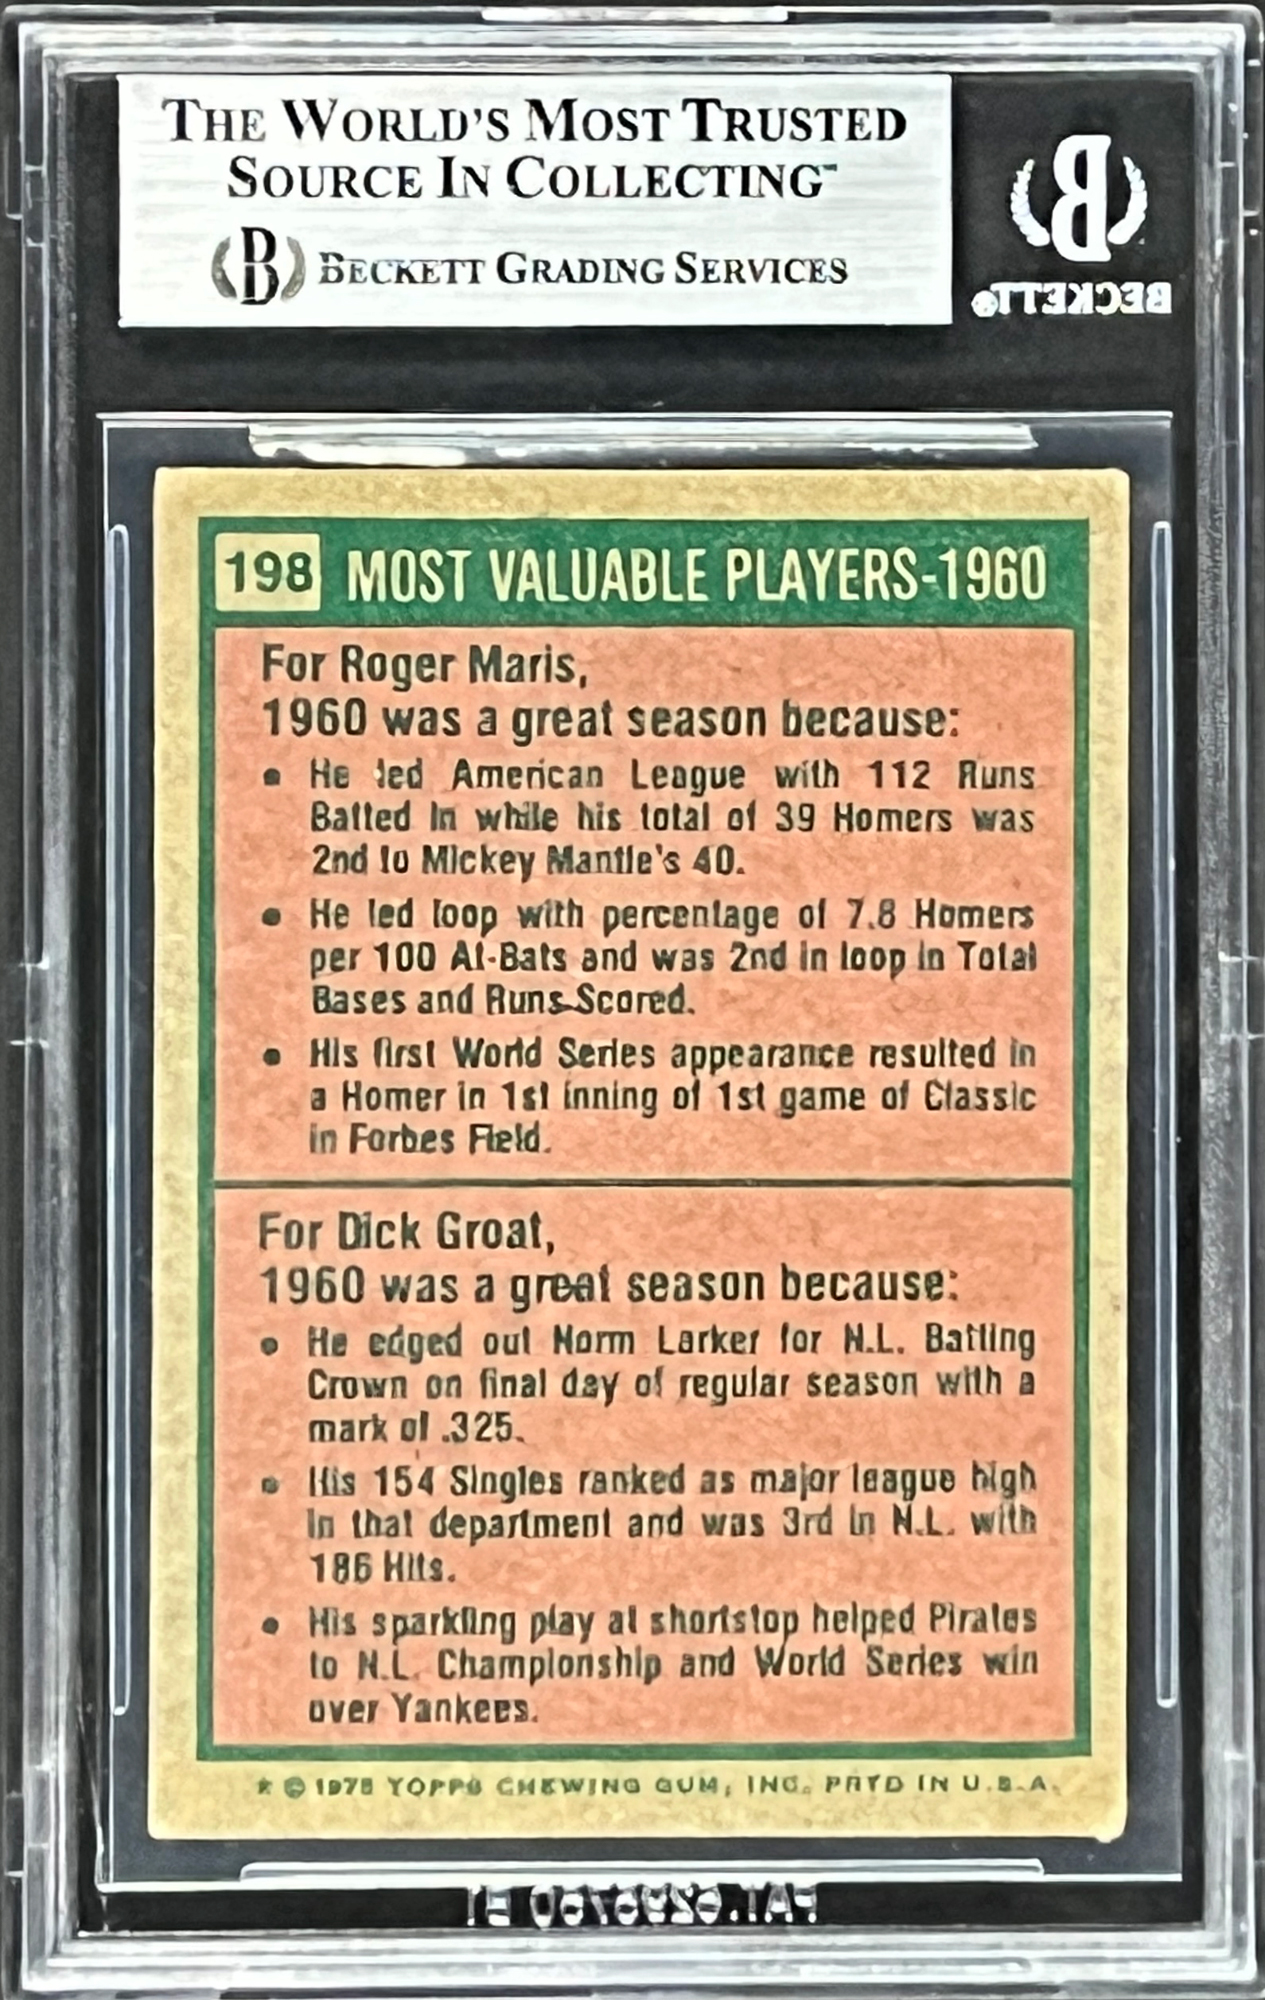 THE WORLD'S MOST TRUSTED
SOURCE IN COLLECTING™
B BECKETT GRADING SERVICES
B
BECKETT®
198 MOST VALUABLE PLAYERS-1960
For Roger Maris,
1960 was a great season because:
• He led American League with 112 Runs
Batted In while his total of 39 Homers was
2nd to Mickey Mantle's 40.
• He led loop with percentage of 7.8 Homers
per 100 At-Bats and was 2nd in loop in Total
Bases and Runs Scored.
• His first World Series appearance resulted in
a Homer in 1st inning of 1st game of Classic
in Forbes Field.
For Dick Groat,
1960 was a great season because:
• He edged out Norm Larker for N.L. Batting
Crown on final day of regular season with a
mark of .325.
• His 154 Singles ranked as major league high
in that department and was 3rd in N.L. with
186 Hits.
• His sparkling play at shortstop helped Pirates
to N.L. Championship and World Series win
over Yankees.
* © 1975 TOPPS CHEWING GUM, INC. PRTD IN U.S.A.